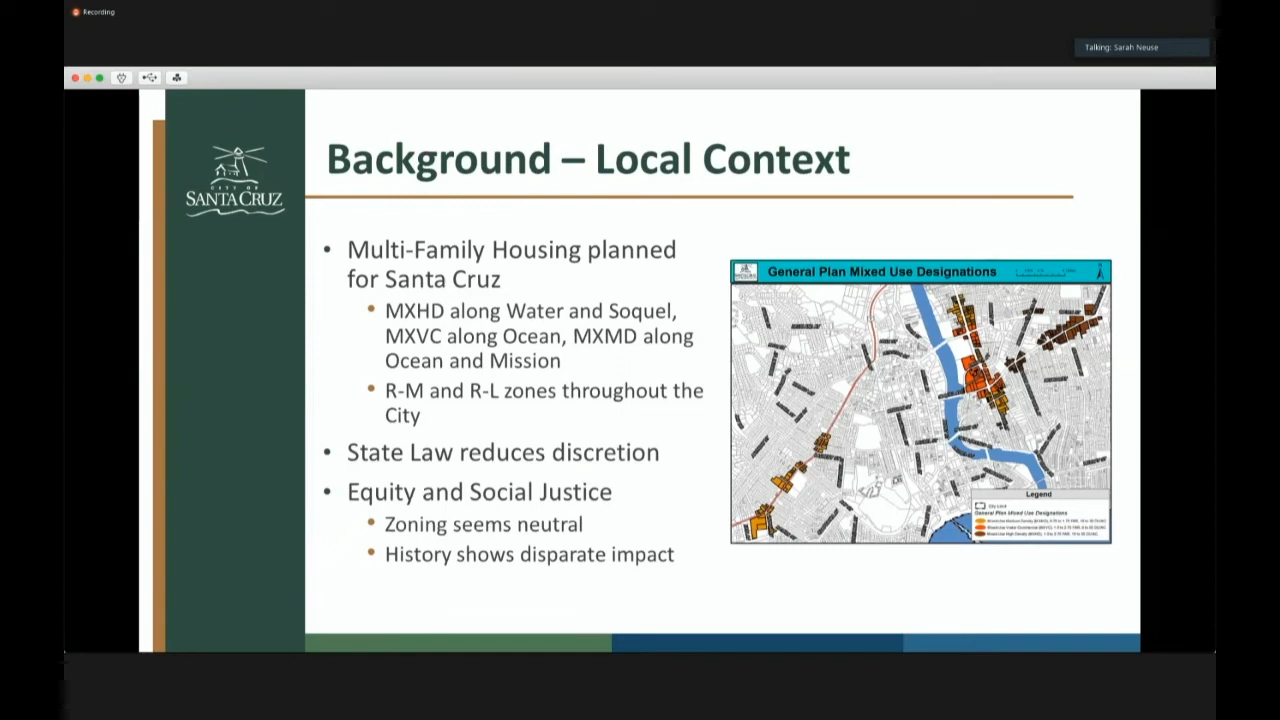 Recording
Talking: Sarah Neuse
CITY OF
SANTA CRUZ
Background – Local Context
• Multi-Family Housing planned
for Santa Cruz
• MXHD along Water and Soquel,
MXVC along Ocean, MXMD along
Ocean and Mission
• R-M and R-L zones throughout the
City
• State Law reduces discretion
• Equity and Social Justice
• Zoning seems neutral
• History shows disparate impact
General Plan Mixed Use Designations
Legend
General Plan Mixed Use Designations